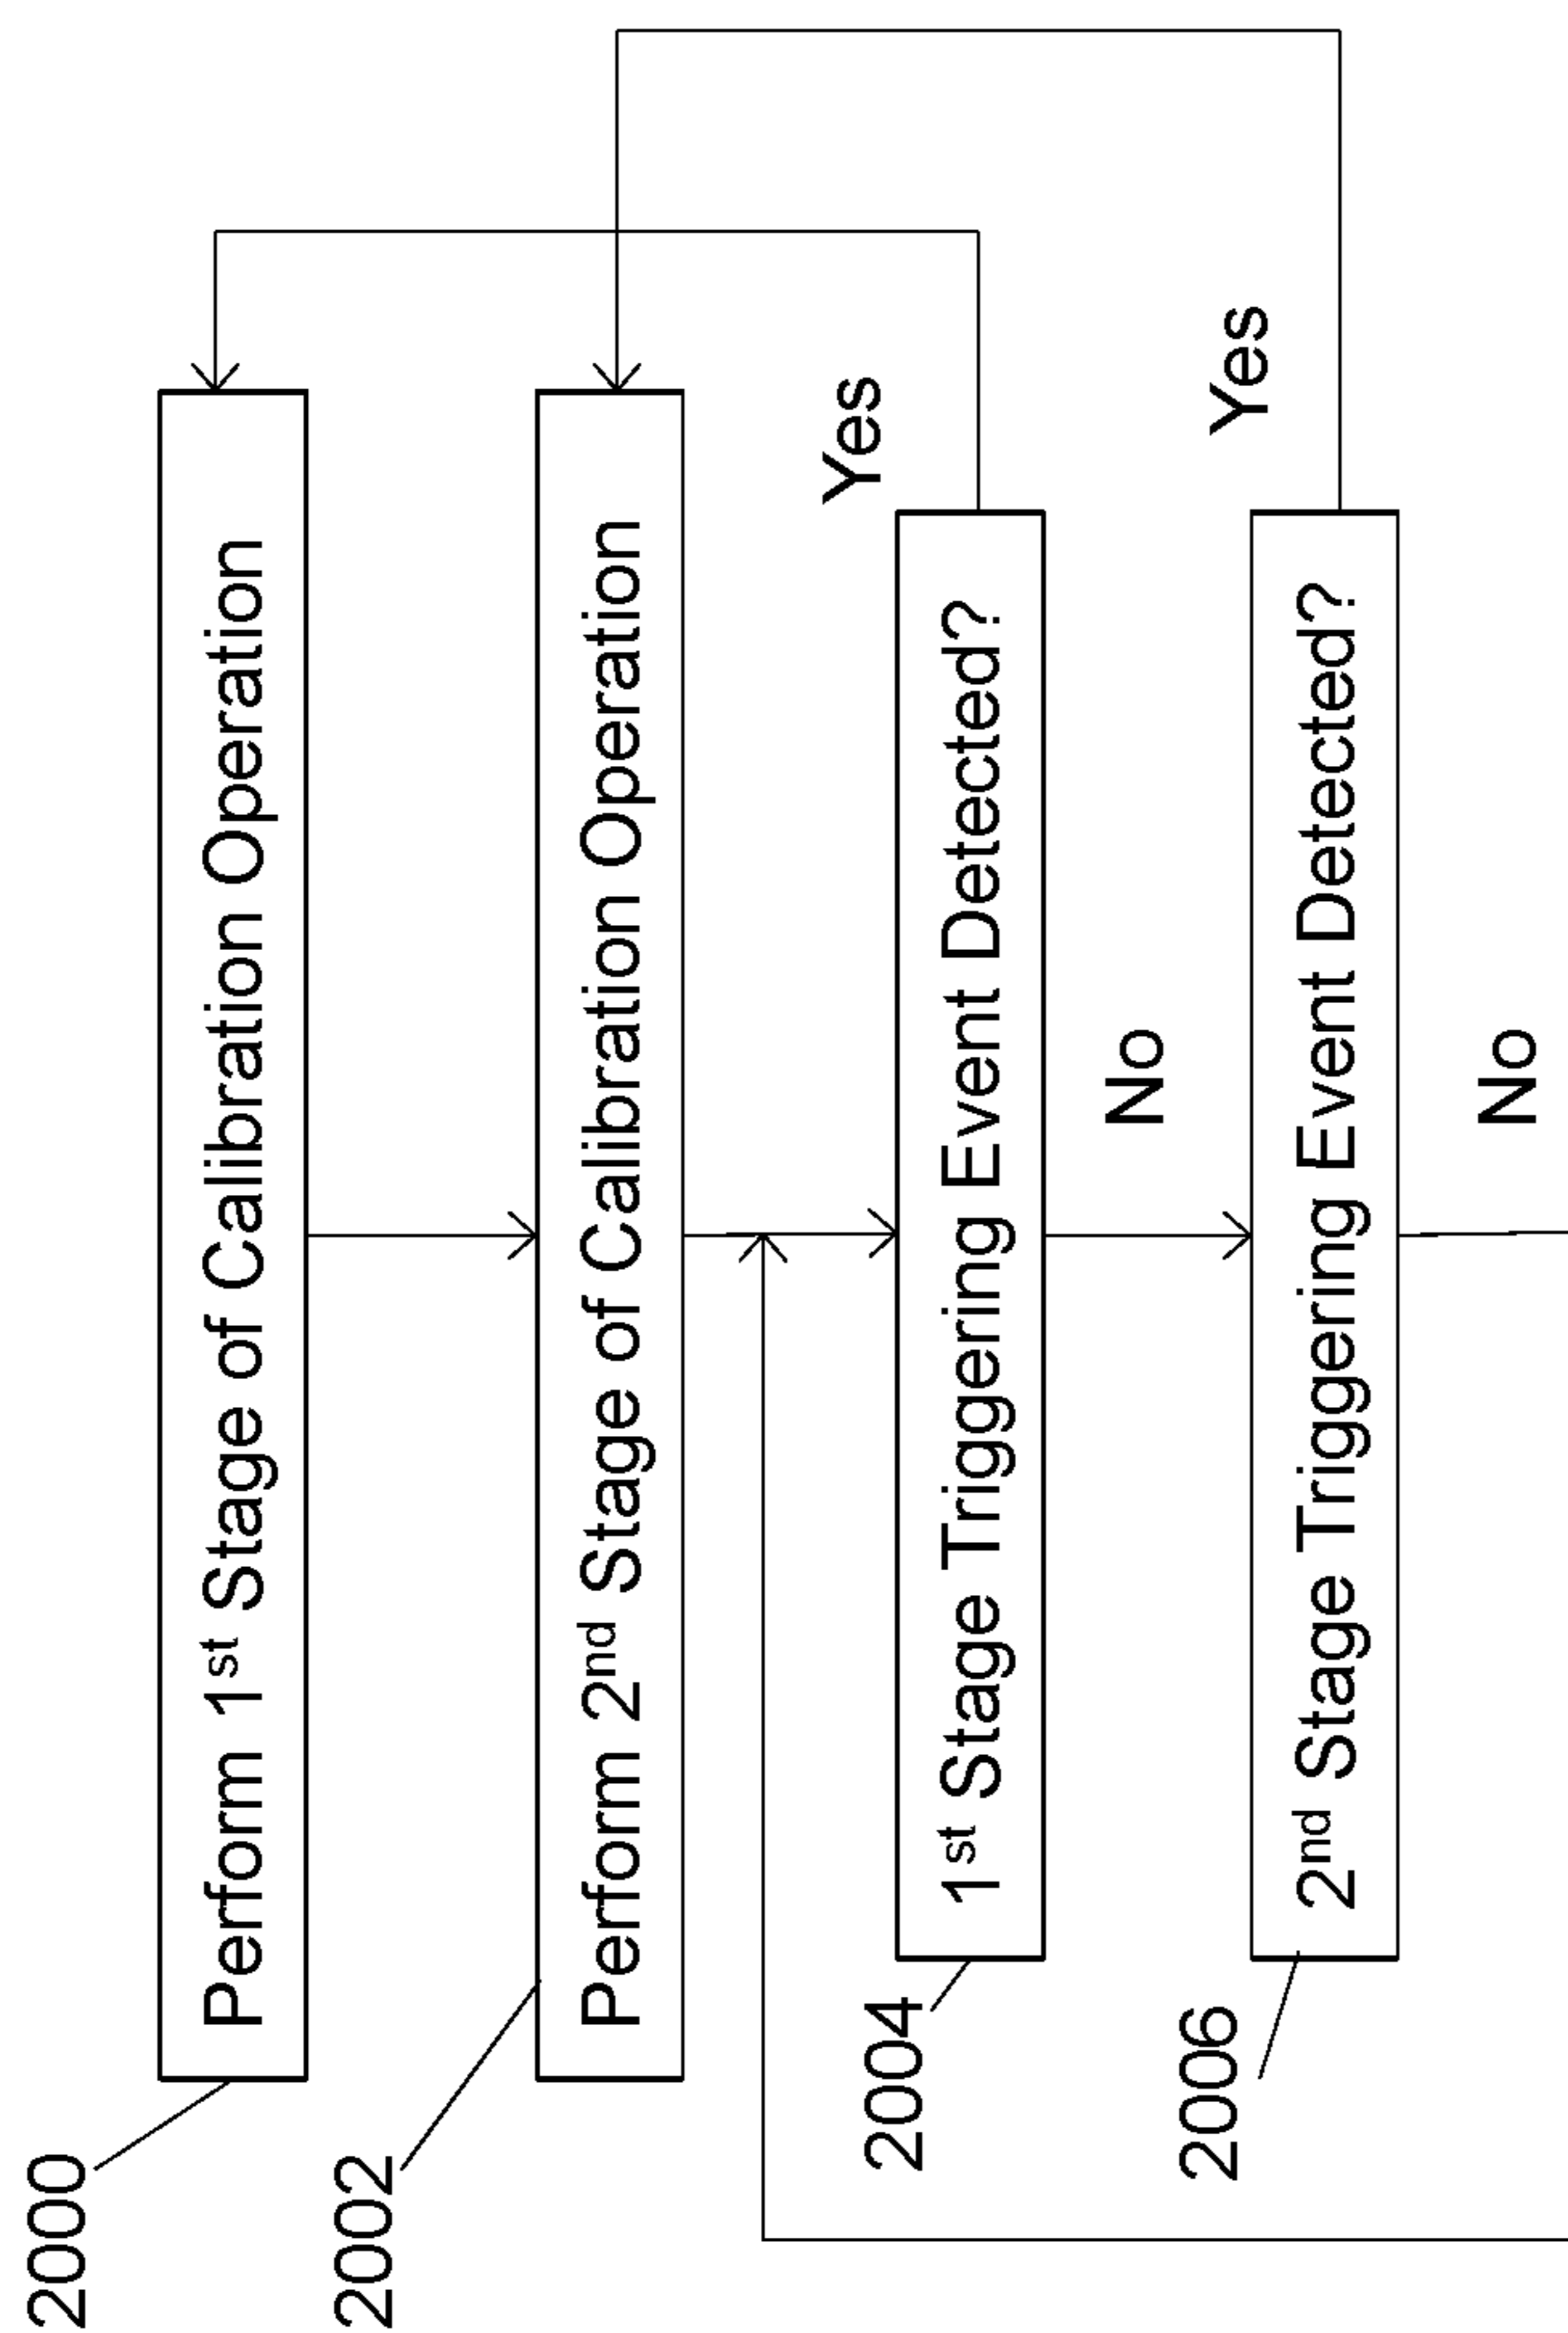 2000
Perform 1st Stage of Calibration Operation
2002
Perform 2nd Stage of Calibration Operation
Yes
2004
1st Stage Triggering Event Detected?
No
Yes
2006
2nd Stage Triggering Event Detected?
No